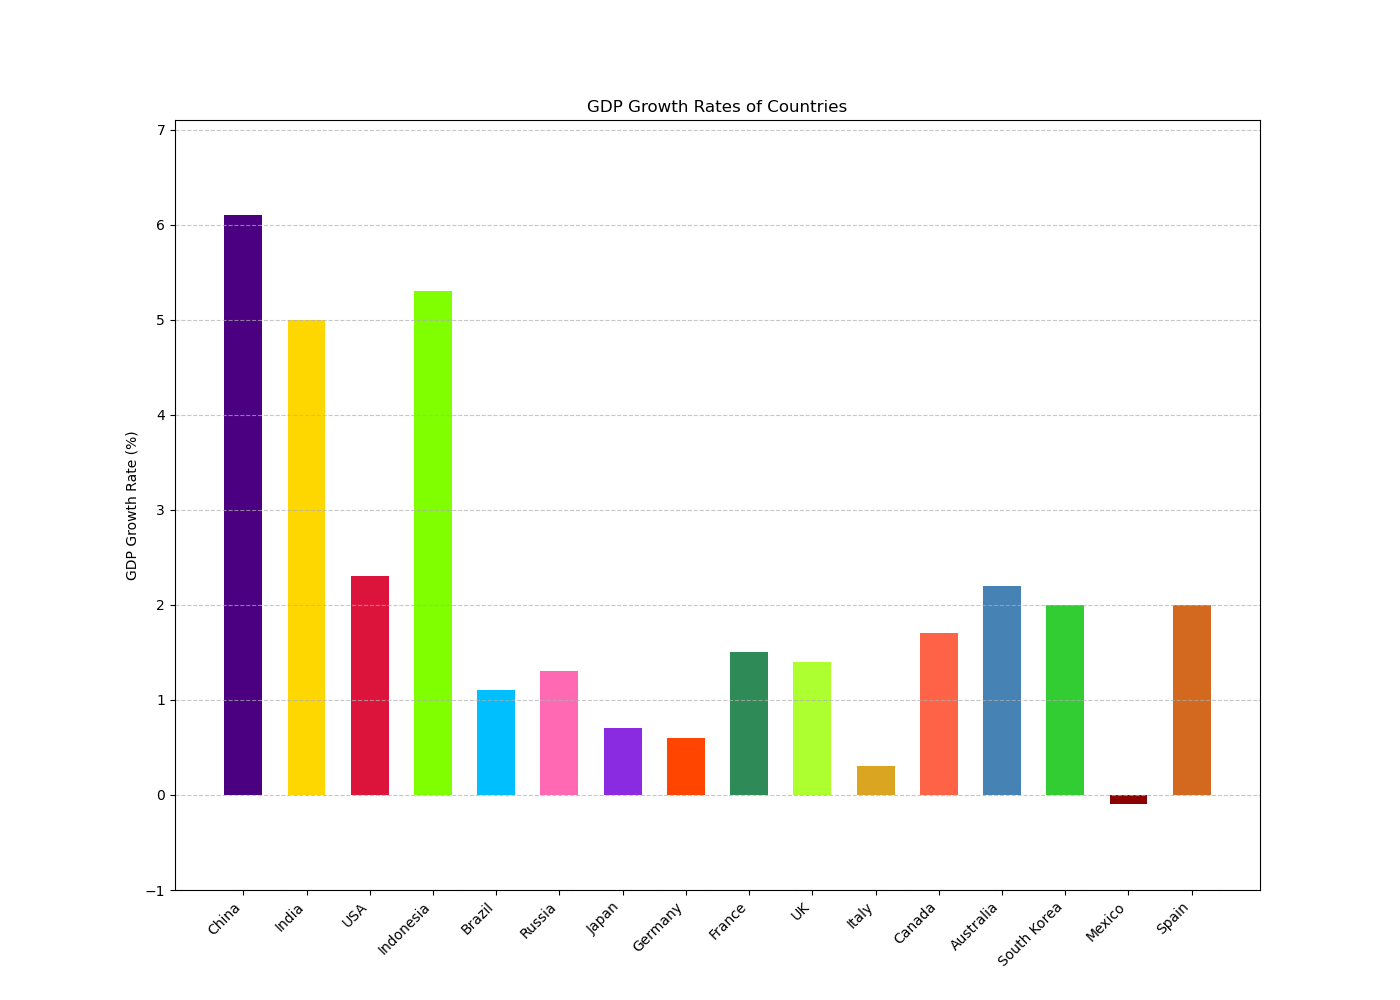 GDP Growth Rates of Countries
GDP Growth Rate (%)
7
6
5
4
3
2
1
0
−1
China
India
USA
Indonesia
Brazil
Russia
Japan
Germany
France
UK
Italy
Canada
Australia
South Korea
Mexico
Spain